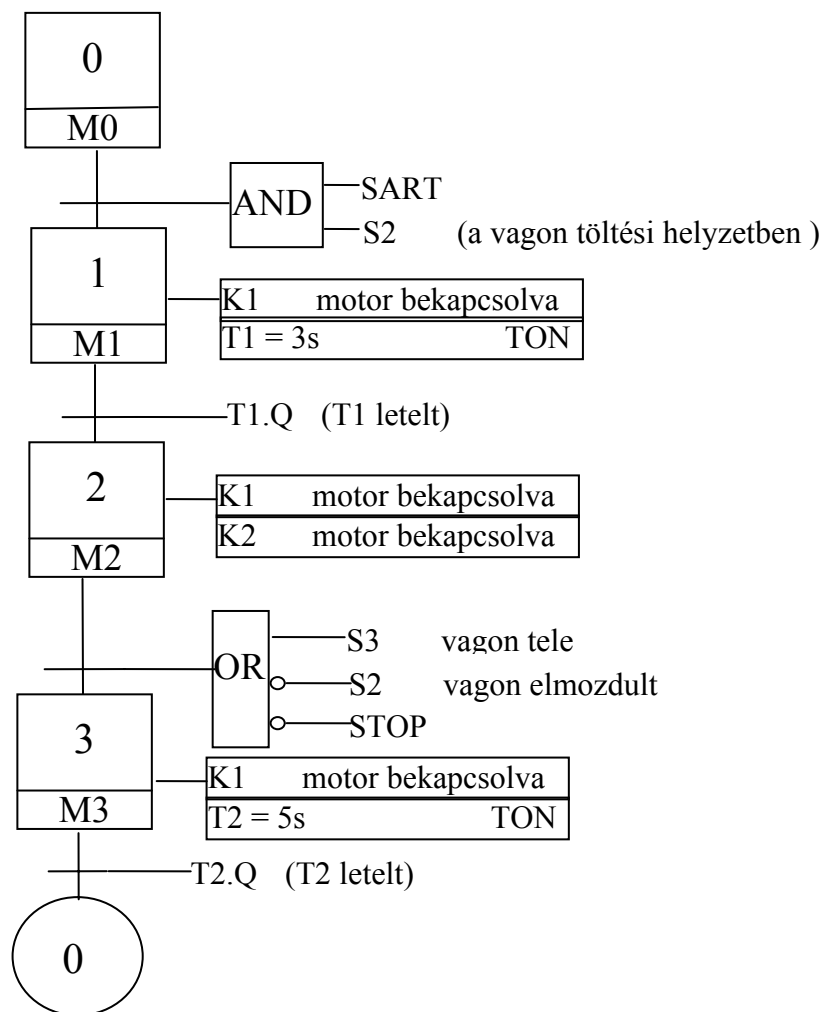 0
M0
AND
SART
S2 (a vagon töltési helyzetben )
1
M1
K1 motor bekapcsolva
T1 = 3s TON
T1.Q (T1 letelt)
2
M2
K1 motor bekapcsolva
K2 motor bekapcsolva
OR
S3 vagon tele
S2 vagon elmozdult
STOP
3
M3
K1 motor bekapcsolva
T2 = 5s TON
T2.Q (T2 letelt)
0